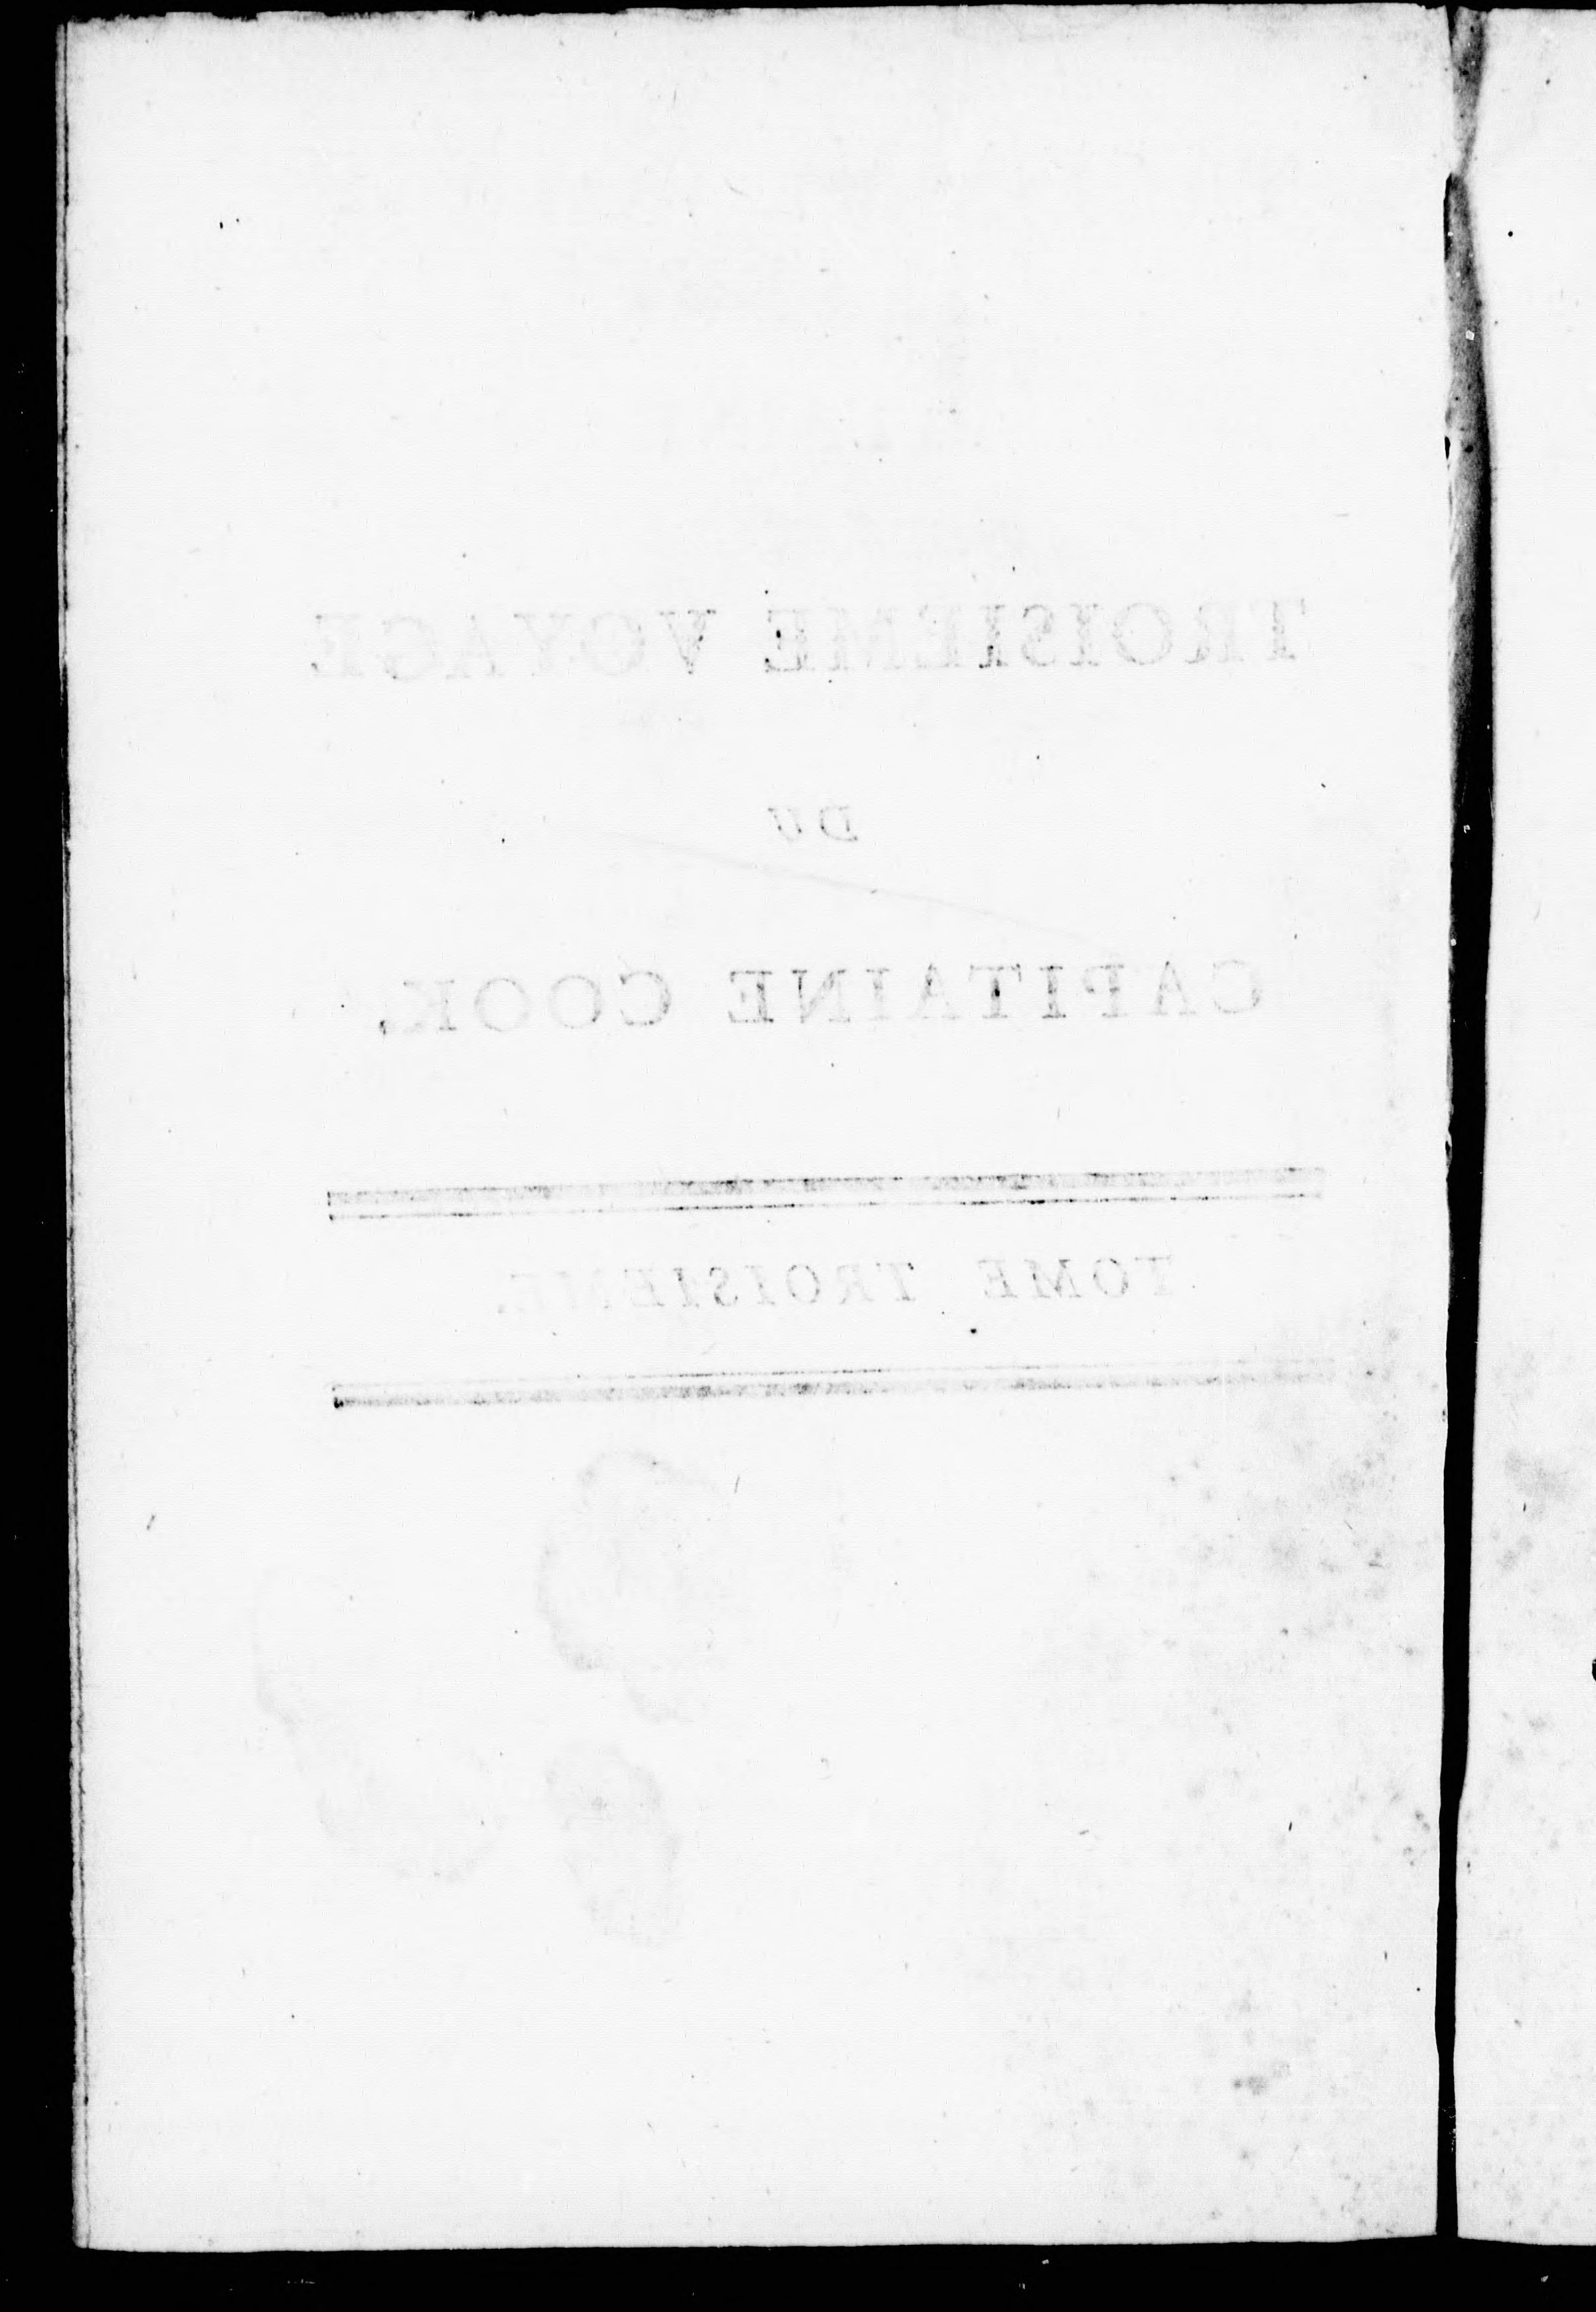 TROISIEME VOYAGE
DU
CAPITAINE COOK.
TOME TROISIEME.